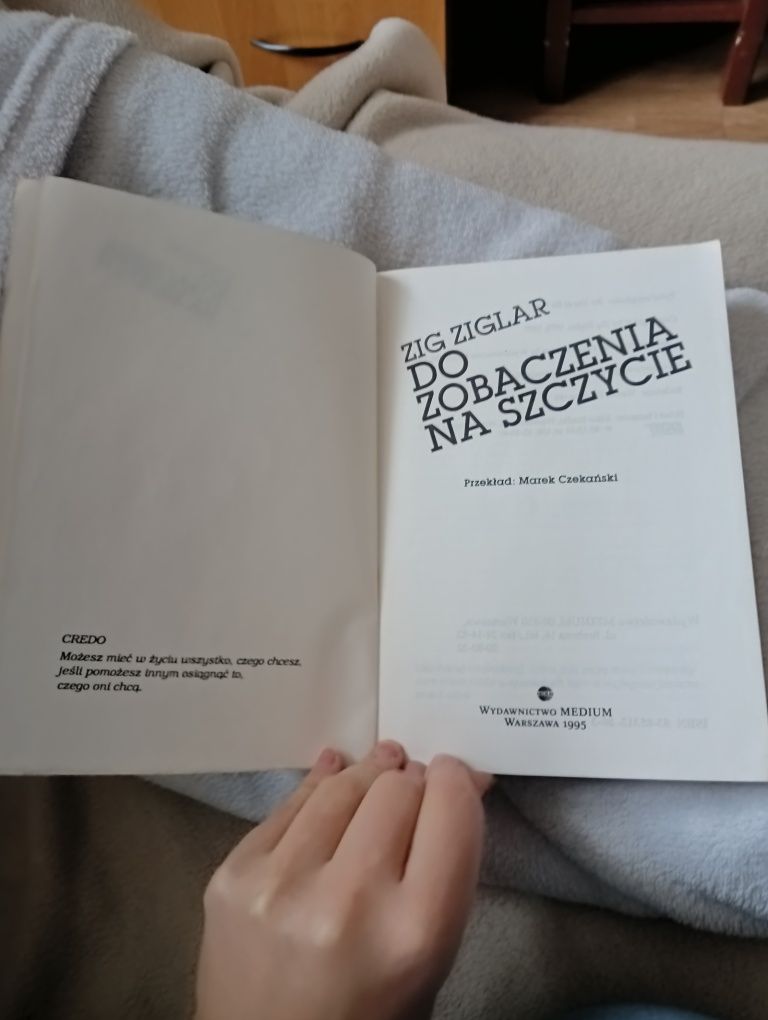 CREDO
Możesz mieć w życiu wszystko, czego chcesz,
jeśli pomożesz innym osiągnąć to,
czego oni chcą.
ZIG ZIGLAR
DO
ZOBACZENIA
NA SZCZYCIE
Przekład: Marek Czekański
WYDAWNICTWO MEDIUM
WARSZAWA 1995